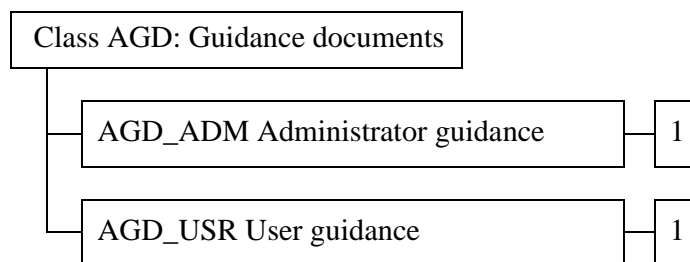 Class AGD: Guidance documents
AGD_ADM Administrator guidance 1
AGD_USR User guidance 1